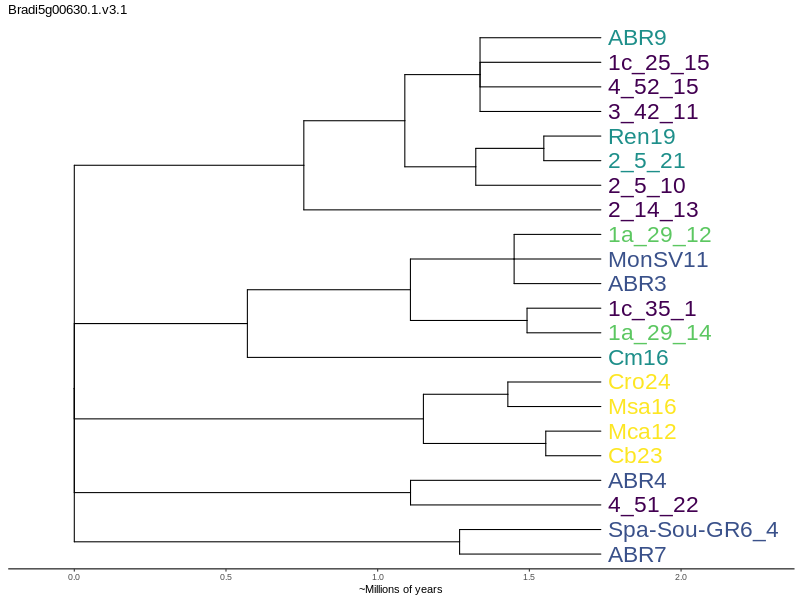 Bradi5g00630.1.v3.1
ABR9
1c_25_15
4_52_15
3_42_11
Ren19
2_5_21
2_5_10
2_14_13
1a_29_12
MonSV11
ABR3
1c_35_1
1a_29_14
Cm16
Cro24
Msa16
Mca12
Cb23
ABR4
4_51_22
Spa-Sou-GR6_4
ABR7
0.0 0.5 1.0 1.5 2.0
~Millions of years